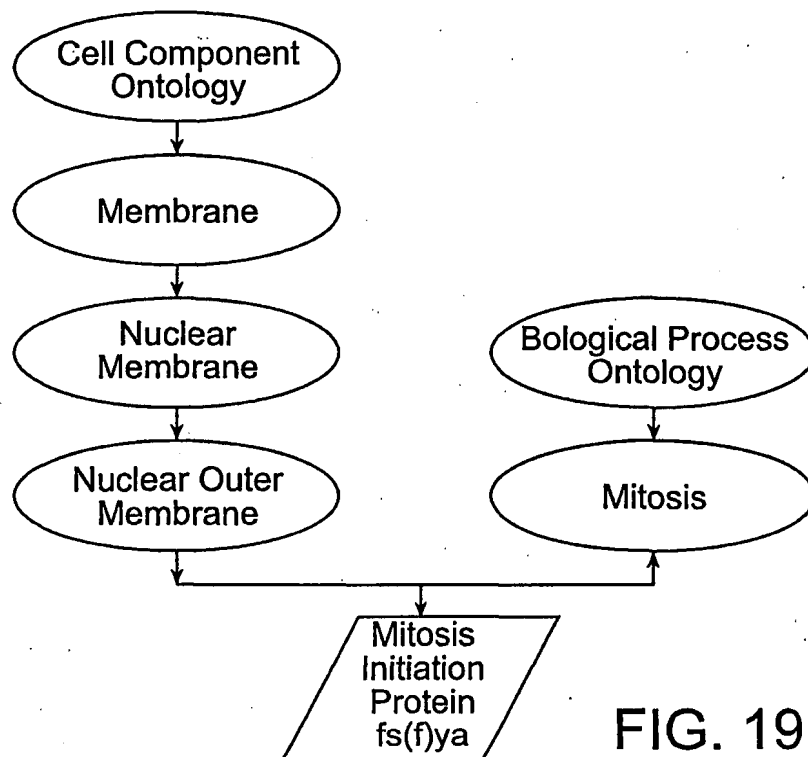 Cell Component
Ontology
Membrane
Nuclear
Membrane
Bological Process
Ontology
Nuclear Outer
Membrane
Mitosis
Mitosis
Initiation
Protein
fs(f)ya
FIG. 19